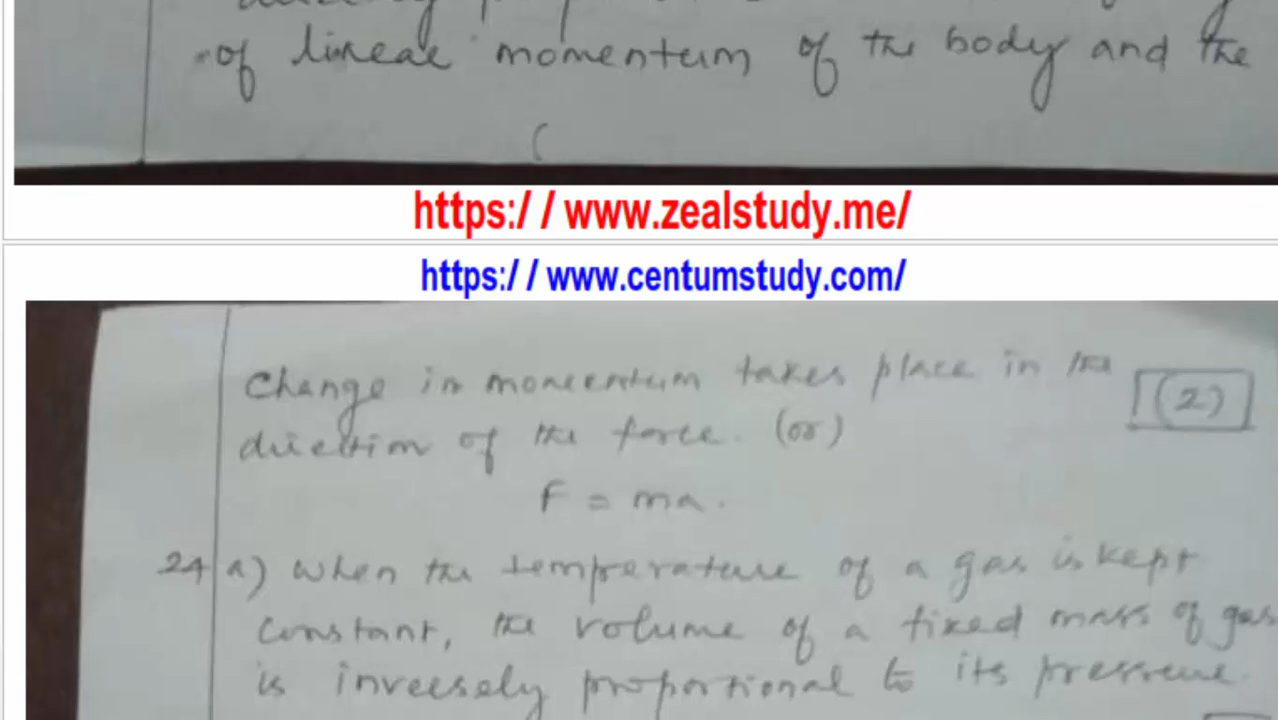 of linear momentum of the body and the
https:// www.zealstudy.me/
https:// www.centumstudy.com/
Change in momentum takes place in the
(2)
direction of the force. (or)
F = ma.
24 a) When the temperature of a gas is kept
constant, the volume of a fixed mass of gas
is inversely proportional to its pressure.